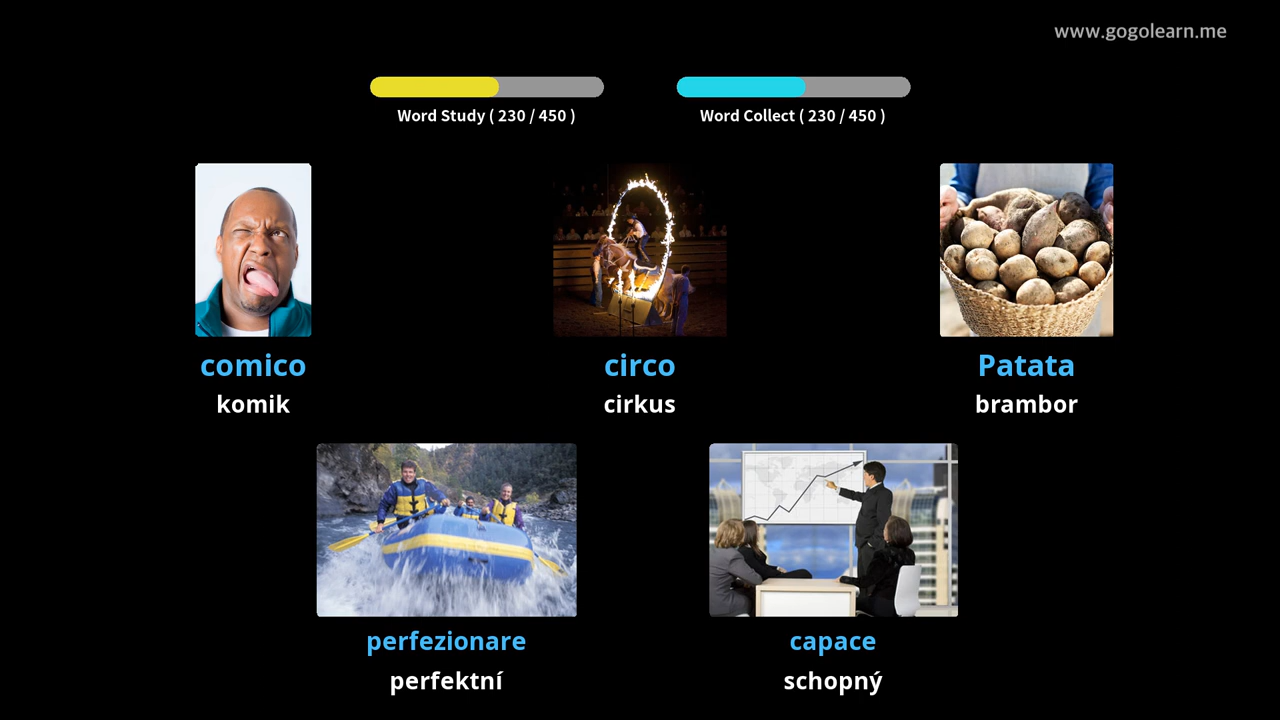 www.gogolearn.me
Word Study ( 230 / 450 )
Word Collect ( 230 / 450 )
comico
komik
circo
cirkus
Patata
brambor
perfezionare
perfektní
capace
schopný